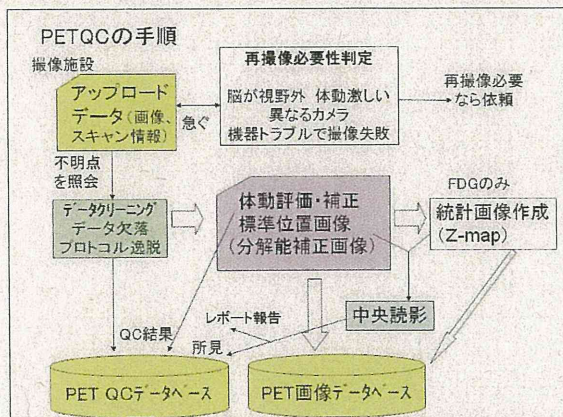 PETQCの手順
撮像施設
アップロード
データ(画像、
スキャン情報)
急ぐ
再撮像必要性判定
脳が視野外 体動激しい
異なるカメラ
機器トラブルで撮像失敗
再撮像必要
なら依頼
不明点
を照会
データクリーニング
データ欠落
プロトコル逸脱
体動評価・補正
標準位置画像
(分解能補正画像)
FDGのみ
統計画像作成
(Z-map)
中央読影
レポート報告
QC結果
所見
PET QCデータベース
PET画像データベース